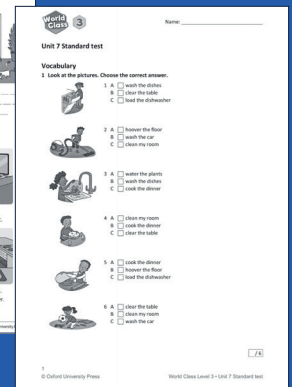 World
Class 3
Name:
Unit 7 Standard test
Vocabulary
1 Look at the pictures. Choose the correct answer.
1 A wash the dishes
B clear the table
C load the dishwasher
2 A hoover the floor
B wash the car
C clean my room
3 A water the plants
B wash the dishes
C cook the dinner
4 A clean my room
B cook the dinner
C clear the table
5 A cook the dinner
B hoover the floor
C load the dishwasher
6 A clear the table
B clean my room
C wash the car
/ 6
1
© Oxford University Press
World Class Level 3 • Unit 7 Standard test